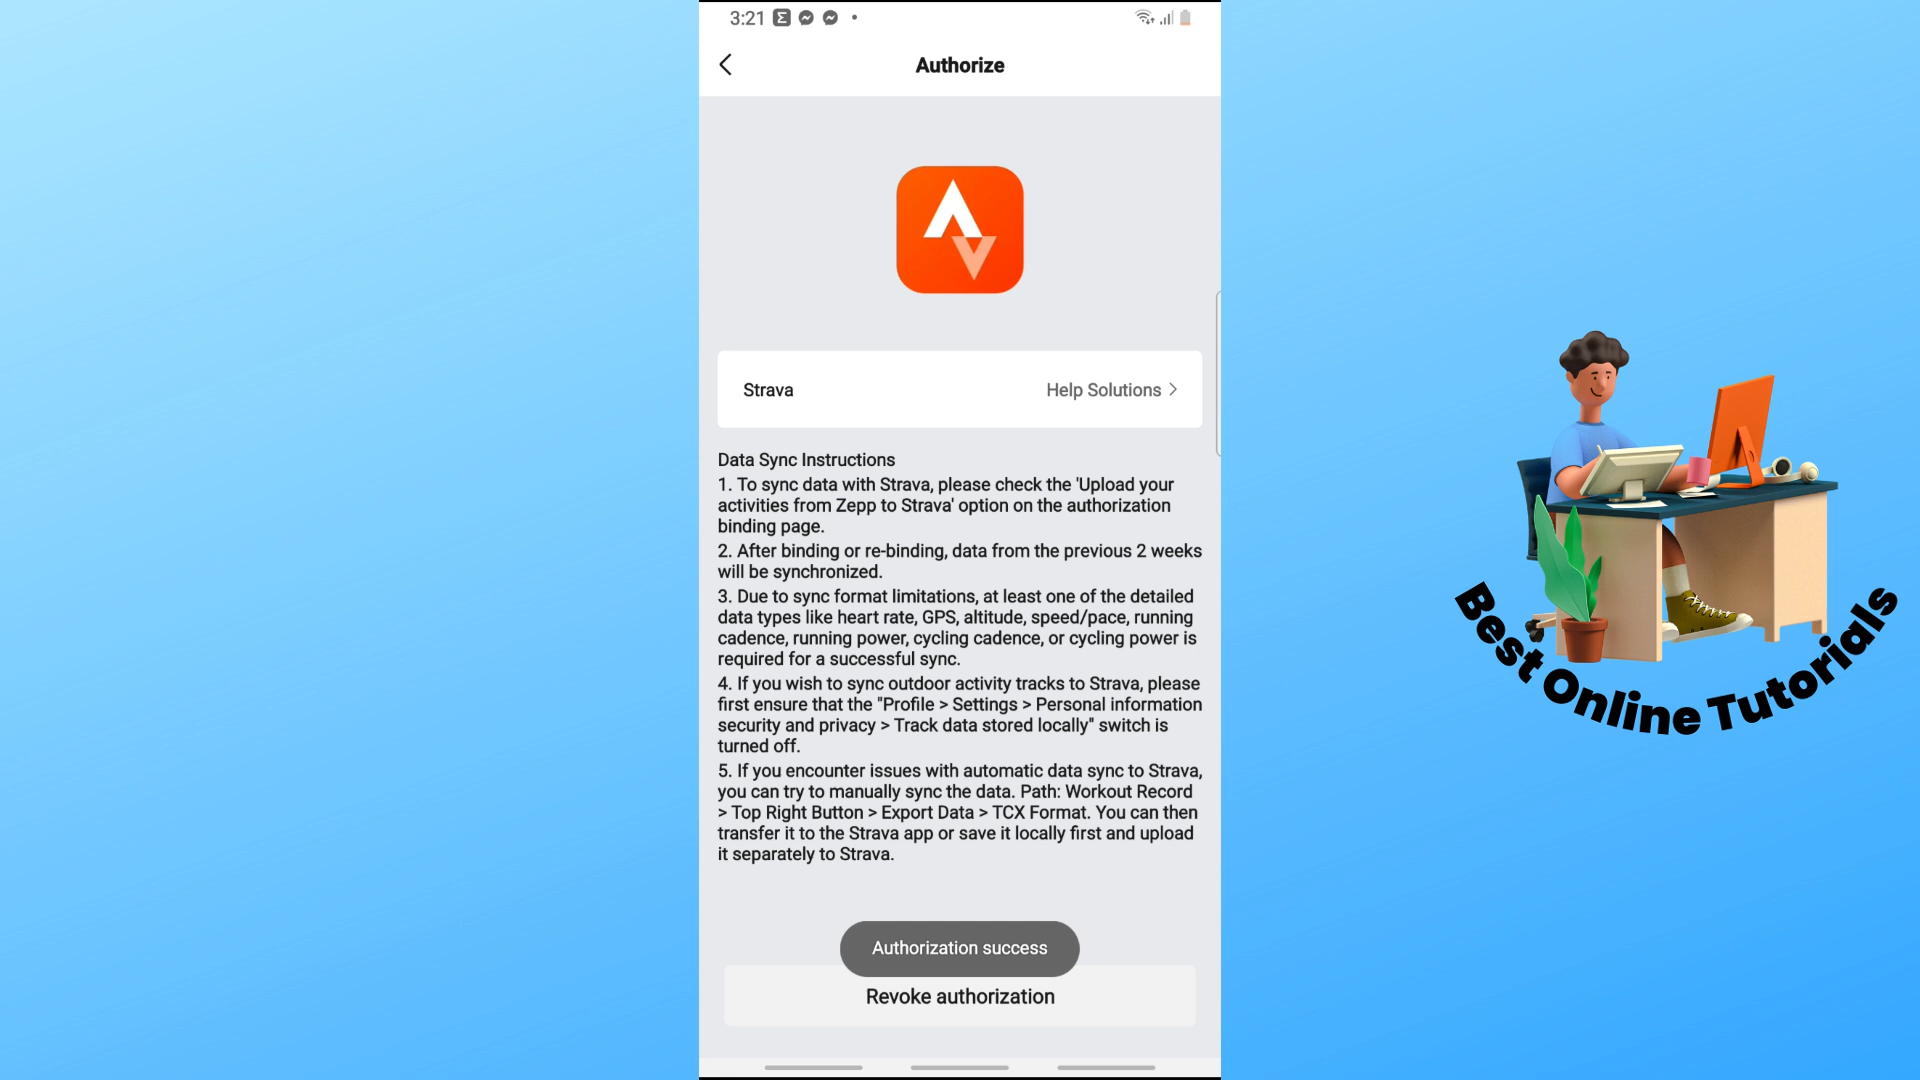 3:21
Authorize
Strava
Help Solutions
Data Sync Instructions
1. To sync data with Strava, please check the 'Upload your
activities from Zepp to Strava' option on the authorization
binding page.
2. After binding or re-binding, data from the previous 2 weeks
will be synchronized.
3. Due to sync format limitations, at least one of the detailed
data types like heart rate, GPS, altitude, speed/pace, running
cadence, running power, cycling cadence, or cycling power is
required for a successful sync.
4. If you wish to sync outdoor activity tracks to Strava, please
first ensure that the "Profile > Settings > Personal information
security and privacy > Track data stored locally" switch is
turned off.
5. If you encounter issues with automatic data sync to Strava,
you can try to manually sync the data. Path: Workout Record
> Top Right Button > Export Data > TCX Format. You can then
transfer it to the Strava app or save it locally first and upload
it separately to Strava.
Authorization success
Revoke authorization
Best Online Tutorials